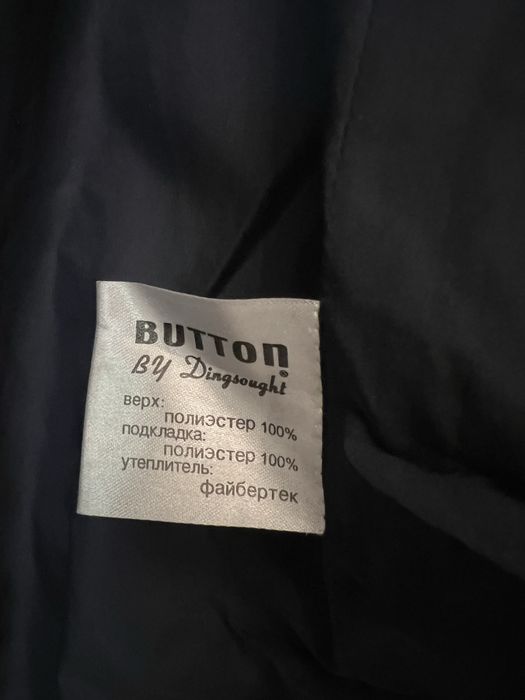 BUTTON
BY Dingsought
верх:
полиэстер 100%
подкладка:
полиэстер 100%
утеплитель:
файбертек